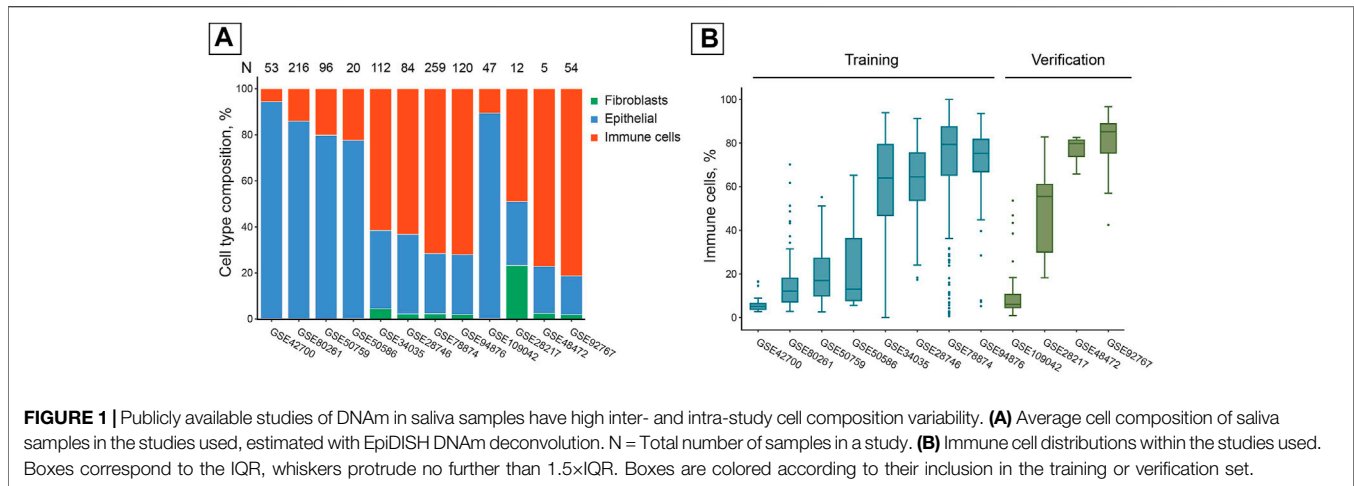 A
N 53 216 96 20 112 84 259 120 47 12 5 54
Cell type composition, %
100
80
60
40
20
0
Fibroblasts
Epithelial
Immune cells
GSE42700 GSE80261 GSE50759 GSE50586 GSE34035 GSE28746 GSE78874 GSE94876 GSE109042 GSE28217 GSE48472 GSE92767
B
Training Verification
Immune cells, %
100
80
60
40
20
0
GSE42700 GSE80261 GSE50759 GSE50586 GSE34035 GSE28746 GSE78874 GSE94876 GSE109042 GSE28217 GSE48472 GSE92767
FIGURE 1 | Publicly available studies of DNAm in saliva samples have high inter- and intra-study cell composition variability. (A) Average cell composition of saliva
samples in the studies used, estimated with EpiDISH DNAm deconvolution. N = Total number of samples in a study. (B) Immune cell distributions within the studies used.
Boxes correspond to the IQR, whiskers protrude no further than 1.5×IQR. Boxes are colored according to their inclusion in the training or verification set.